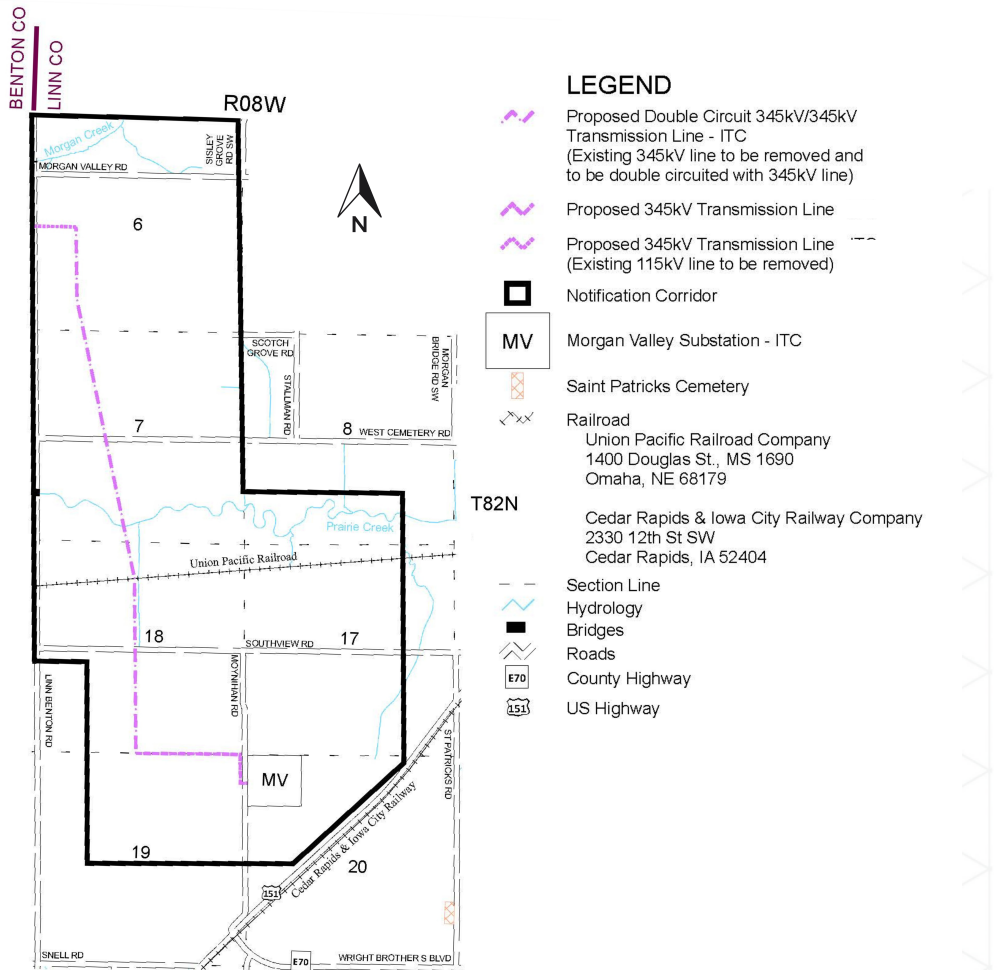 BENTON CO
LINN CO
R08W
Morgan Creek
SISLEY
GROVE
RD SW
MORGAN VALLEY RD
6
N
SCOTCH
GROVE RD
STALLMAN RD
MORGAN
BRIDGE RD SW
7
8
WEST CEMETERY RD
T82N
Prairie Creek
Union Pacific Railroad
18
17
SOUTHVIEW RD
MOYNIHAN RD
LINN BENTON RD
ST PATRICKS RD
MV
Cedar Rapids & Iowa City Railway
19
20
151
SNELL RD
E70
WRIGHT BROTHER S BLVD
LEGEND
Proposed Double Circuit 345kV/345kV
Transmission Line - ITC
(Existing 345kV line to be removed and
to be double circuited with 345kV line)
Proposed 345kV Transmission Line
Proposed 345kV Transmission Line
(Existing 115kV line to be removed)
Notification Corridor
MV
Morgan Valley Substation - ITC
Saint Patricks Cemetery
Railroad
Union Pacific Railroad Company
1400 Douglas St., MS 1690
Omaha, NE 68179
Cedar Rapids & Iowa City Railway Company
2330 12th St SW
Cedar Rapids, IA 52404
Section Line
Hydrology
Bridges
Roads
E70
County Highway
151
US Highway